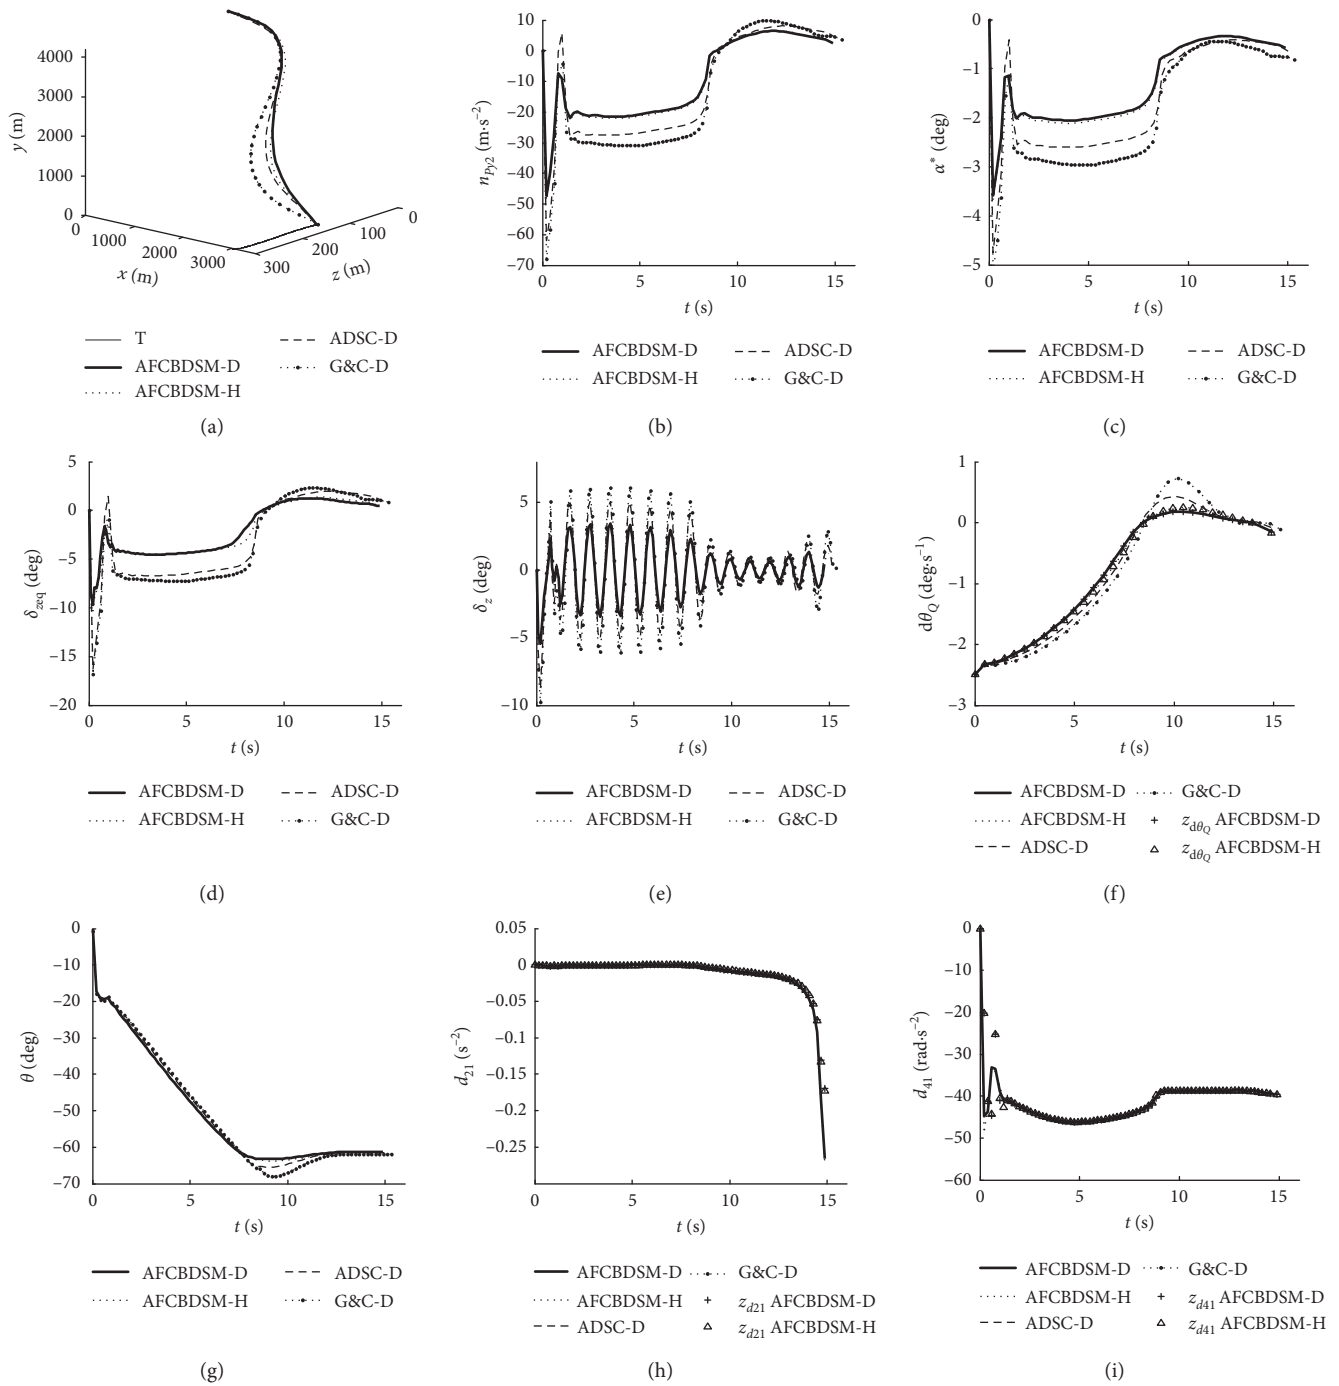 4000
3000
2000
1000
0
y (m)
0
1000
2000
3000
x (m)
300
200
100
0
z (m)
T
AFCBDSM-D
AFCBDSM-H
ADSC-D
G&C-D
(a)
10
0
–10
–20
–30
–40
–50
–60
–70
n_{Py2} (m·s⁻²)
0 5 10 15
t (s)
AFCBDSM-D
AFCBDSM-H
ADSC-D
G&C-D
(b)
0
–1
–2
–3
–4
–5
α* (deg)
0 5 10 15
t (s)
AFCBDSM-D
AFCBDSM-H
ADSC-D
G&C-D
(c)
5
0
–5
–10
–15
–20
δ_{zeq} (deg)
0 5 10 15
t (s)
AFCBDSM-D
AFCBDSM-H
ADSC-D
G&C-D
(d)
5
0
–5
–10
δ_z (deg)
0 5 10 15
t (s)
AFCBDSM-D
AFCBDSM-H
ADSC-D
G&C-D
(e)
1
0
–1
–2
–3
dθ_Q (deg·s⁻¹)
0 5 10 15
t (s)
AFCBDSM-D
AFCBDSM-H
ADSC-D
G&C-D
z_{dθ_Q} AFCBDSM-D
z_{dθ_Q} AFCBDSM-H
(f)
0
–10
–20
–30
–40
–50
–60
–70
θ (deg)
0 5 10 15
t (s)
AFCBDSM-D
AFCBDSM-H
ADSC-D
G&C-D
(g)
0.05
0
–0.05
–0.1
–0.15
–0.2
–0.25
d_{21} (s⁻²)
0 5 10 15
t (s)
AFCBDSM-D
AFCBDSM-H
ADSC-D
G&C-D
z_{d21} AFCBDSM-D
z_{d21} AFCBDSM-H
(h)
0
–10
–20
–30
–40
–50
–60
d_{41} (rad·s⁻²)
0 5 10 15
t (s)
AFCBDSM-D
AFCBDSM-H
ADSC-D
G&C-D
z_{d41} AFCBDSM-D
z_{d41} AFCBDSM-H
(i)